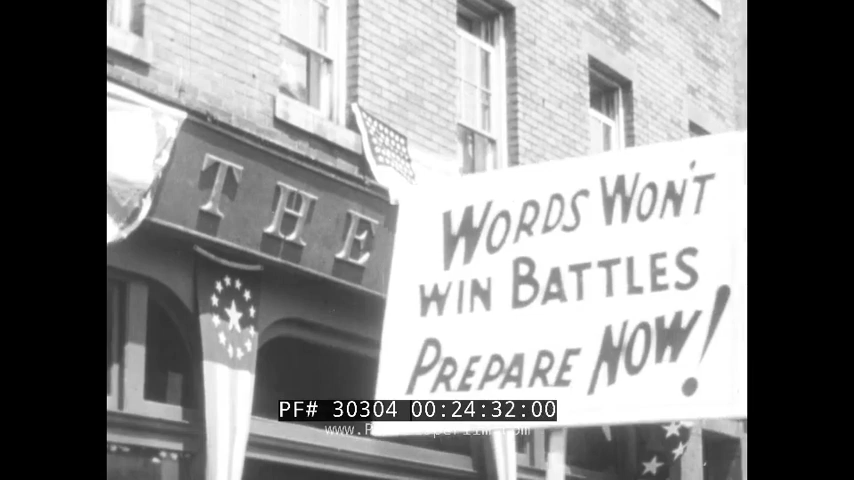 THE
WORDS WON'T
WIN BATTLES
PREPARE NOW!
PF# 30304 00:24:32:00